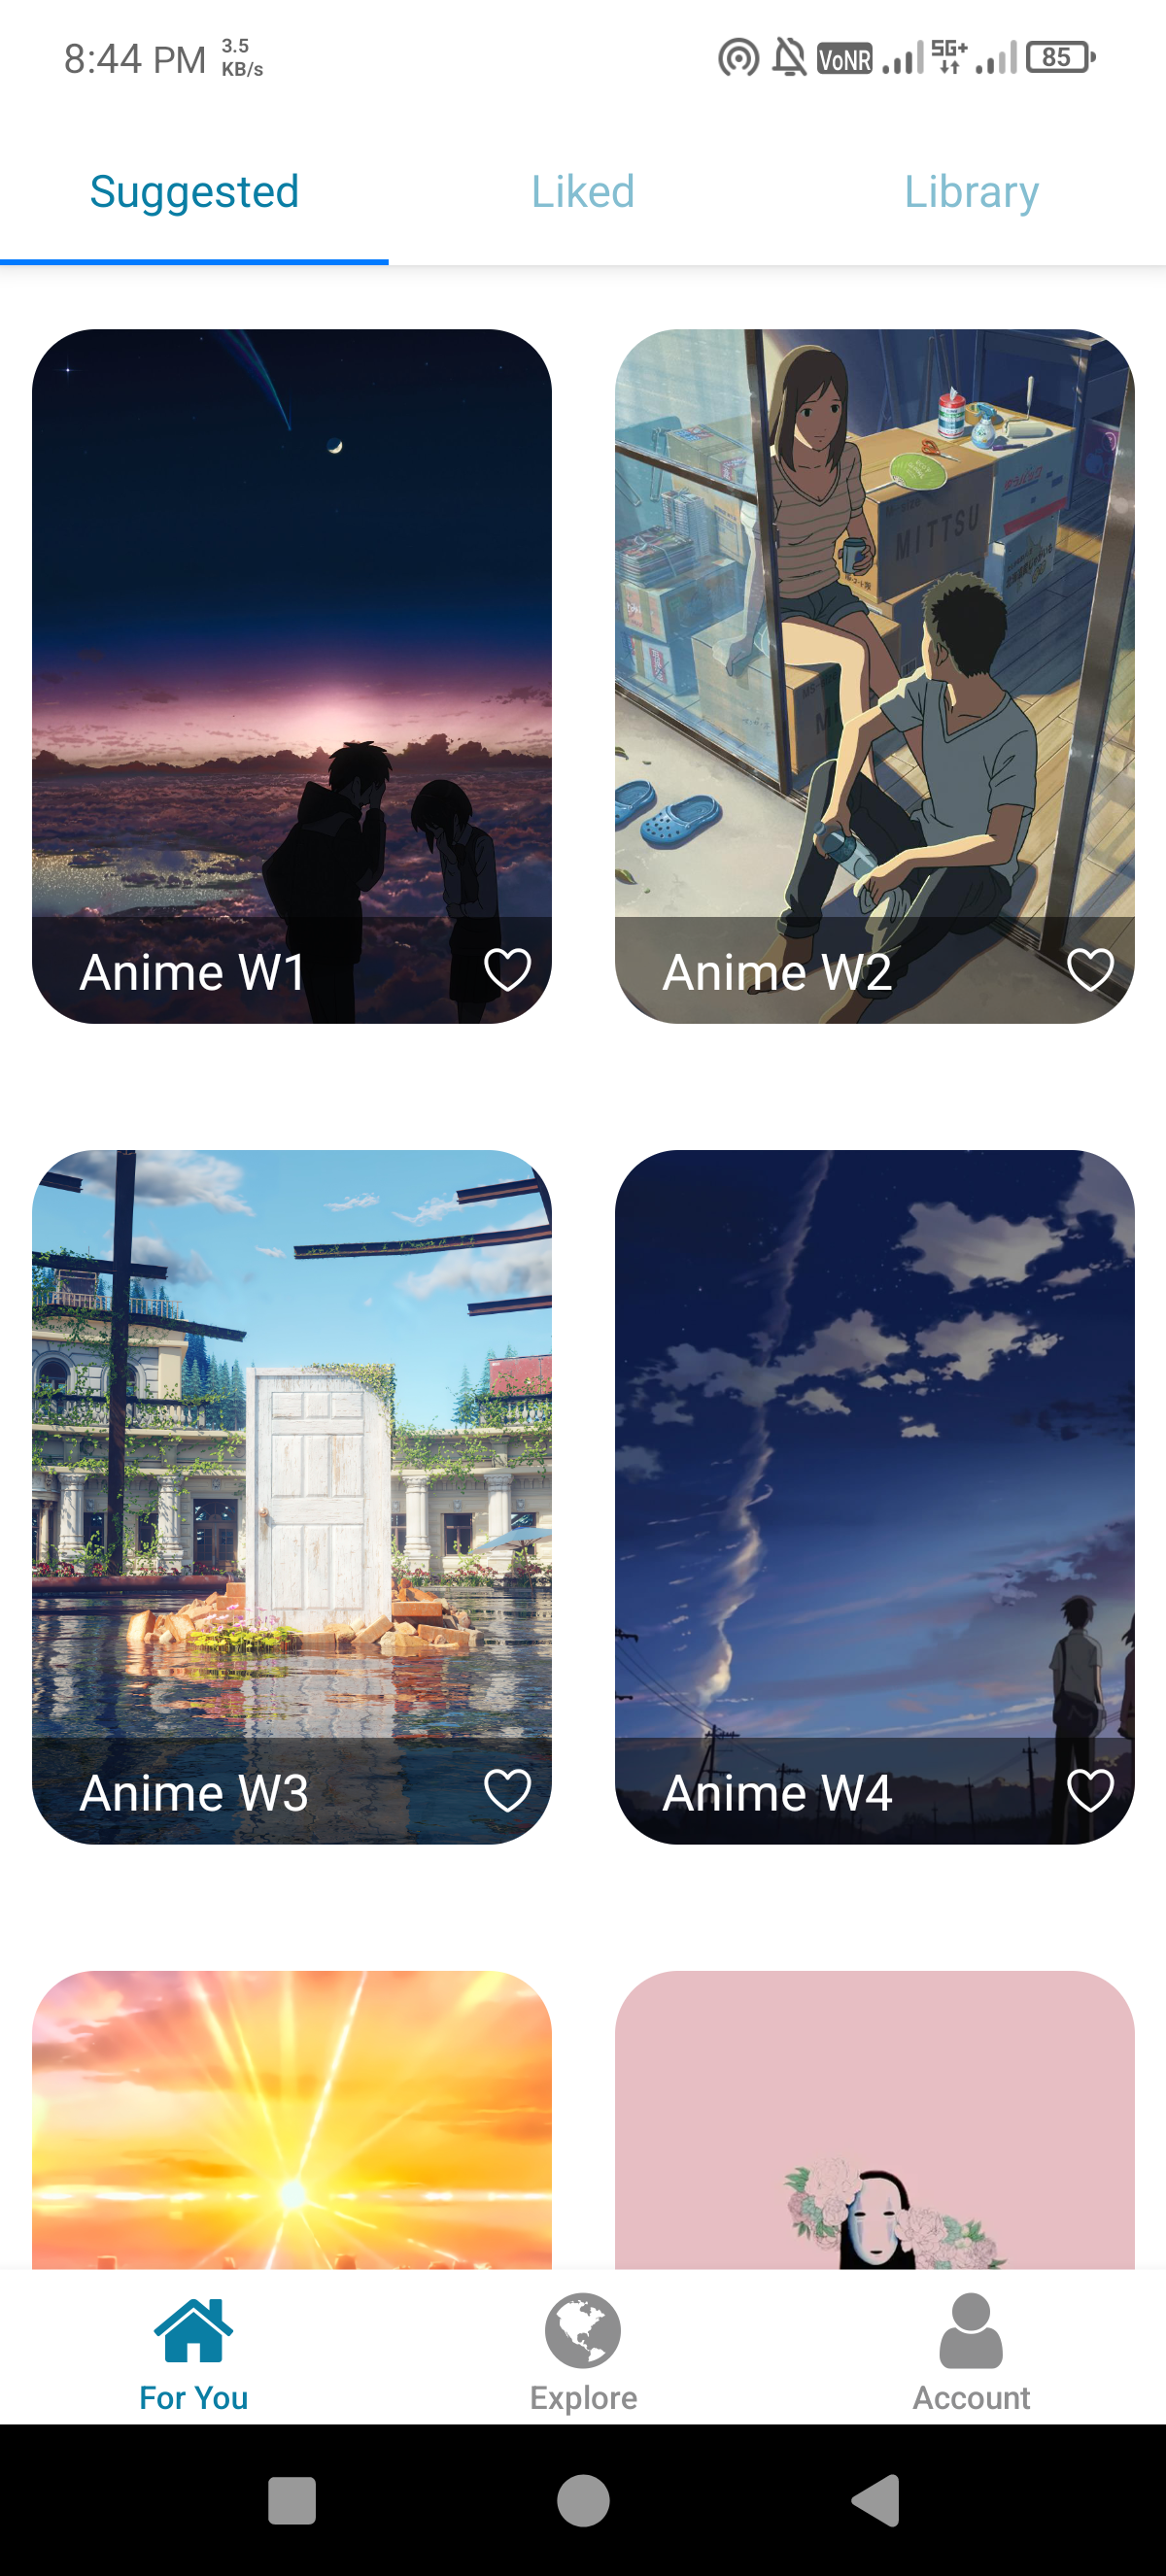 8:44 PM
3.5
KB/s
VoNR
5G+
85
Suggested
Liked
Library
MITTSU
Anime W1
Anime W2
Anime W3
Anime W4
For You
Explore
Account